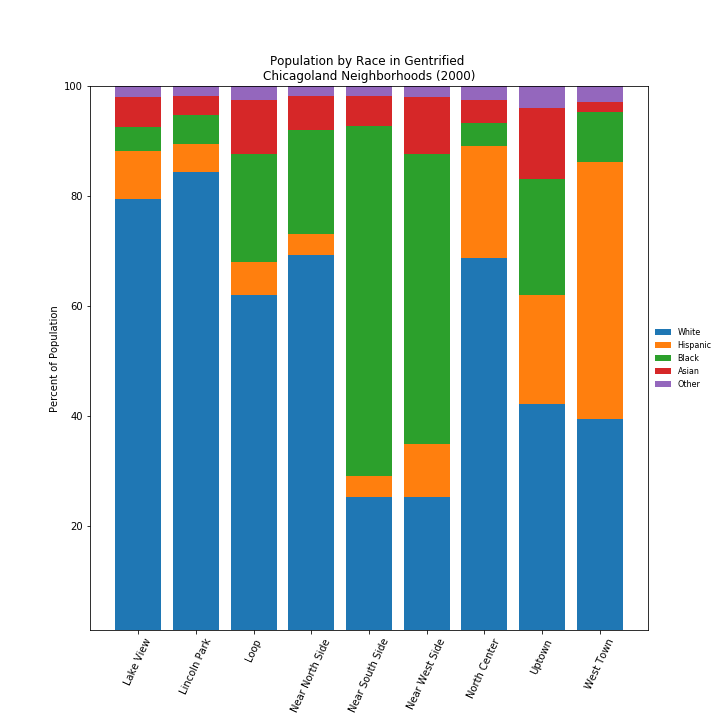 Population by Race in Gentrified
Chicagoland Neighborhoods (2000)
100
80
60
40
20
Percent of Population
White
Hispanic
Black
Asian
Other
Lake View
Lincoln Park
Loop
Near North Side
Near South Side
Near West Side
North Center
Uptown
West Town